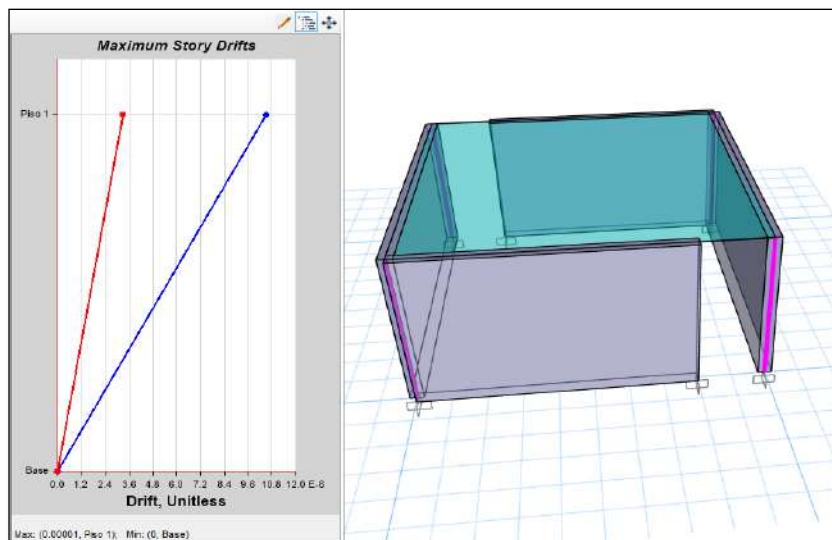 Maximum Story Drifts
Piso 1
Base
0.0 1.2 2.4 3.6 4.8 6.0 7.2 8.4 9.6 10.8 12.0 E-6
Drift, Unitless
Max: (0.00001, Piso 1); Min: (0, Base)